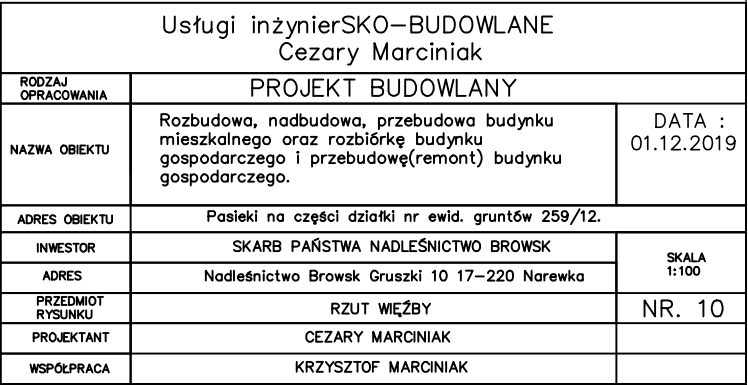 Usługi inżynierSKO-BUDOWLANE
Cezary Marciniak
RODZAJ
OPRACOWANIA
PROJEKT BUDOWLANY
NAZWA OBIEKTU
Rozbudowa, nadbudowa, przebudowa budynku
mieszkalnego oraz rozbiórkę budynku
gospodarczego i przebudowę(remont) budynku
gospodarczego.
DATA :
01.12.2019
ADRES OBIEKTU
Pasieki na części działki nr ewid. gruntów 259/12.
INWESTOR
SKARB PAŃSTWA NADLEŚNICTWO BROWSK
SKALA
1:100
ADRES
Nadleśnictwo Browsk Gruszki 10 17-220 Narewka
PRZEDMIOT
RYSUNKU
RZUT WIĘŹBY
NR. 10
PROJEKTANT
CEZARY MARCINIAK
WSPÓŁPRACA
KRZYSZTOF MARCINIAK